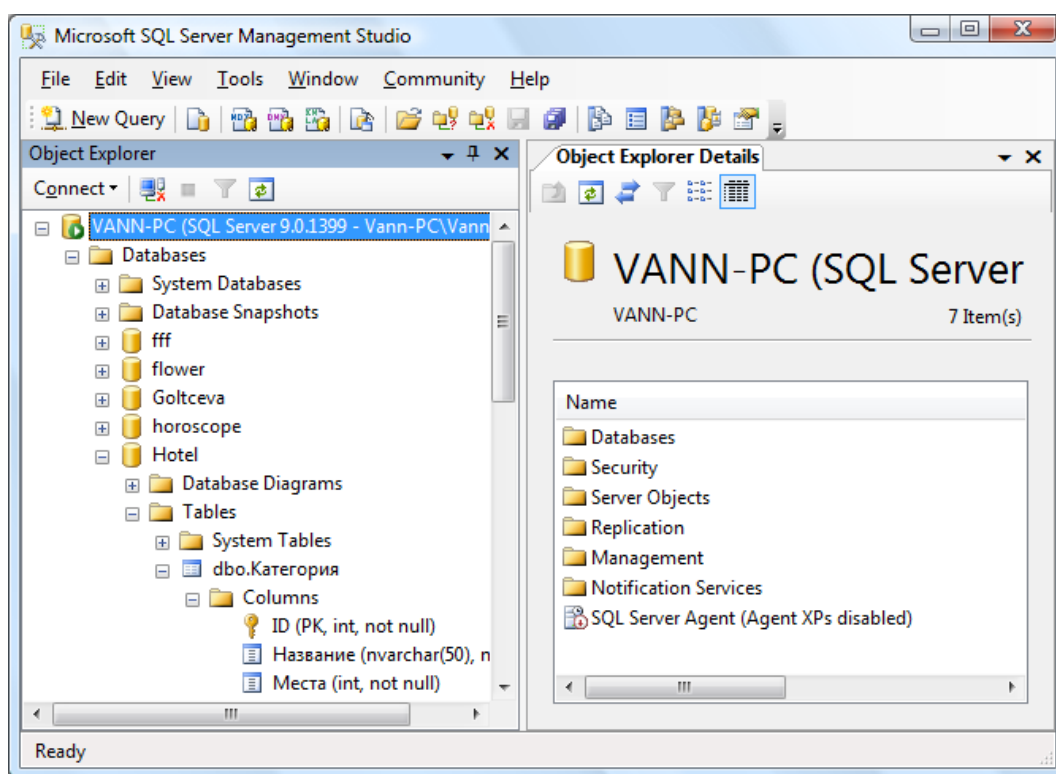 Microsoft SQL Server Management Studio
File Edit View Tools Window Community Help
New Query
Object Explorer
Connect
VANN-PC (SQL Server 9.0.1399 - Vann-PC\Vann
Databases
System Databases
Database Snapshots
fff
flower
Goltceva
horoscope
Hotel
Database Diagrams
Tables
System Tables
dbo.Категория
Columns
ID (PK, int, not null)
Название (nvarchar(50), n
Места (int, not null)
Object Explorer Details
VANN-PC (SQL Server
VANN-PC 7 Item(s)
Name
Databases
Security
Server Objects
Replication
Management
Notification Services
SQL Server Agent (Agent XPs disabled)
Ready